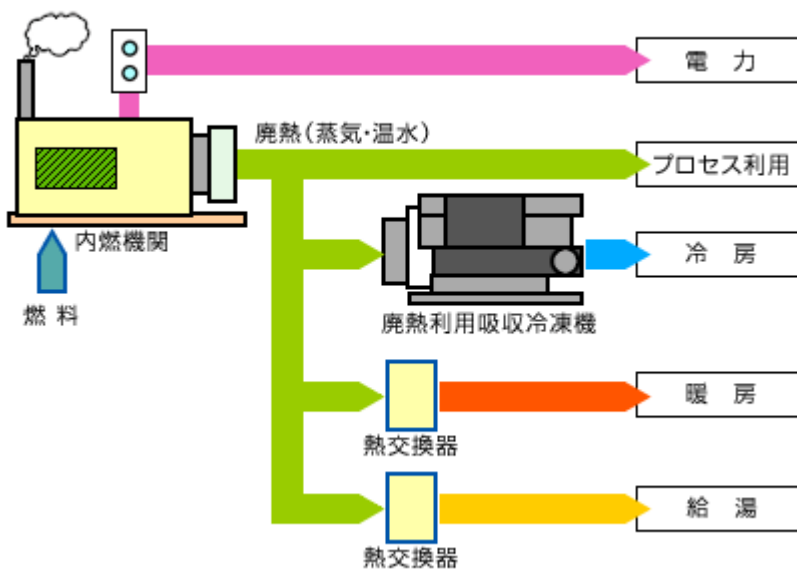 電 力
廃熱(蒸気・温水)
プロセス利用
内燃機関
冷 房
燃 料
廃熱利用吸収冷凍機
暖 房
熱交換器
給 湯
熱交換器